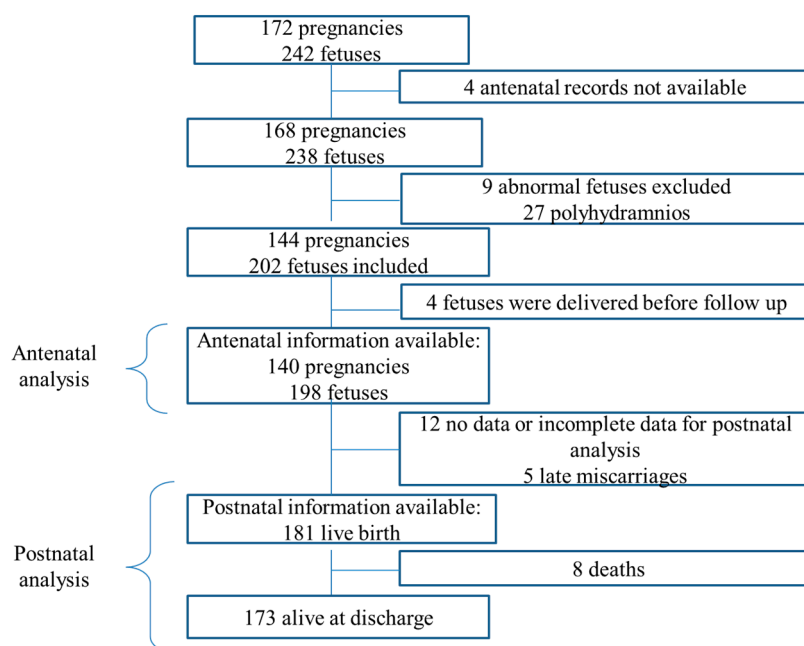 172 pregnancies
242 fetuses
4 antenatal records not available
168 pregnancies
238 fetuses
9 abnormal fetuses excluded
27 polyhydramnios
144 pregnancies
202 fetuses included
4 fetuses were delivered before follow up
Antenatal
analysis
Antenatal information available:
140 pregnancies
198 fetuses
12 no data or incomplete data for postnatal
analysis
5 late miscarriages
Postnatal information available:
181 live birth
Postnatal
analysis
8 deaths
173 alive at discharge